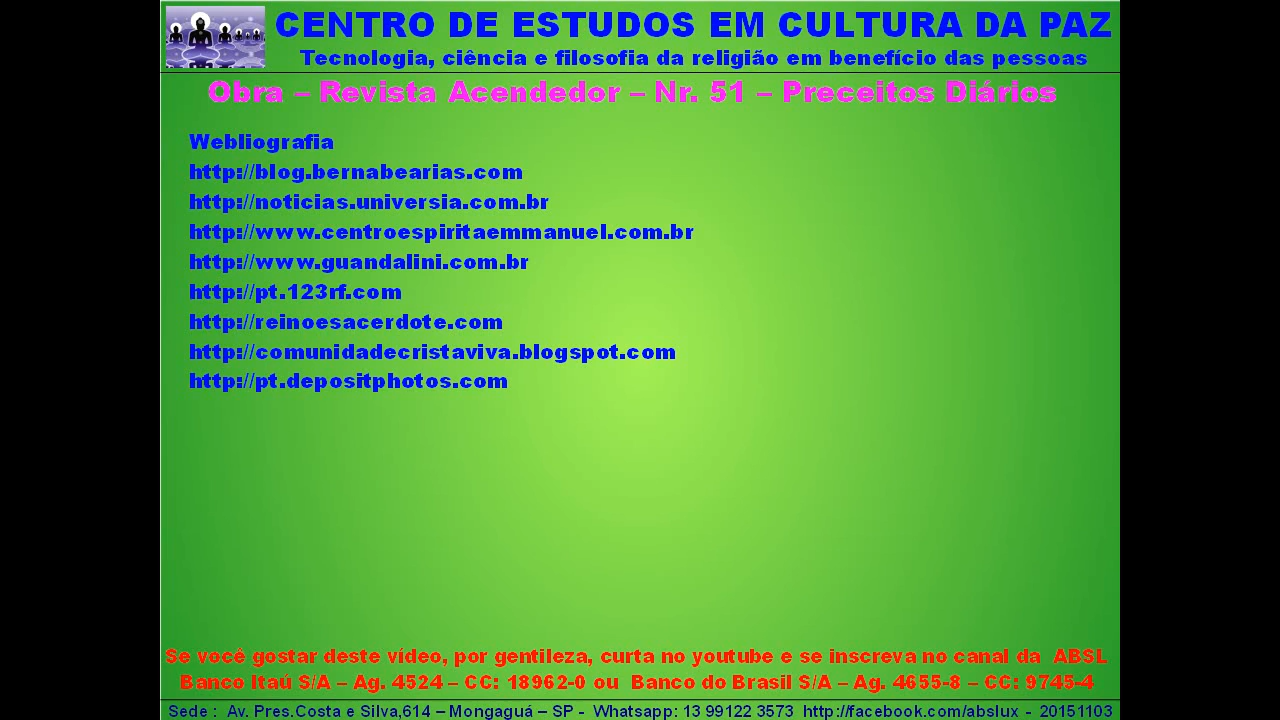 CENTRO DE ESTUDOS EM CULTURA DA PAZ
Tecnologia, ciência e filosofia da religião em benefício das pessoas
Obra – Revista Acendedor – Nr. 51 – Preceitos Diários
Webliografia
http://blog.bernabearias.com
http://noticias.universia.com.br
http://www.centroespiritaemmanuel.com.br
http://www.guandalini.com.br
http://pt.123rf.com
http://reinoesacerdote.com
http://comunidadecristaviva.blogspot.com
http://pt.depositphotos.com
Se você gostar deste vídeo, por gentileza, curta no youtube e se inscreva no canal da ABSL
Banco Itaú S/A – Ag. 4524 – CC: 18962-0 ou Banco do Brasil S/A – Ag. 4655-8 – CC: 9745-4
Sede : Av. Pres.Costa e Silva,614 – Mongaguá – SP - Whatsapp: 13 99122 3573 http://facebook.com/abslux - 20151103